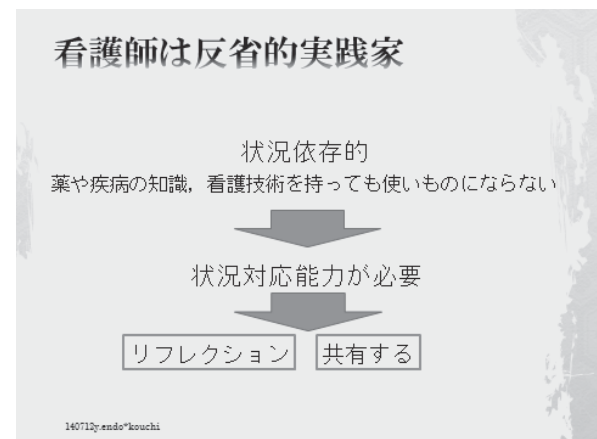 看護師は反省的実践家
状況依存的
薬や疾病の知識，看護技術を持っても使いものにならない
状況対応能力が必要
リフレクション
共有する
140712y.endo*kouchi